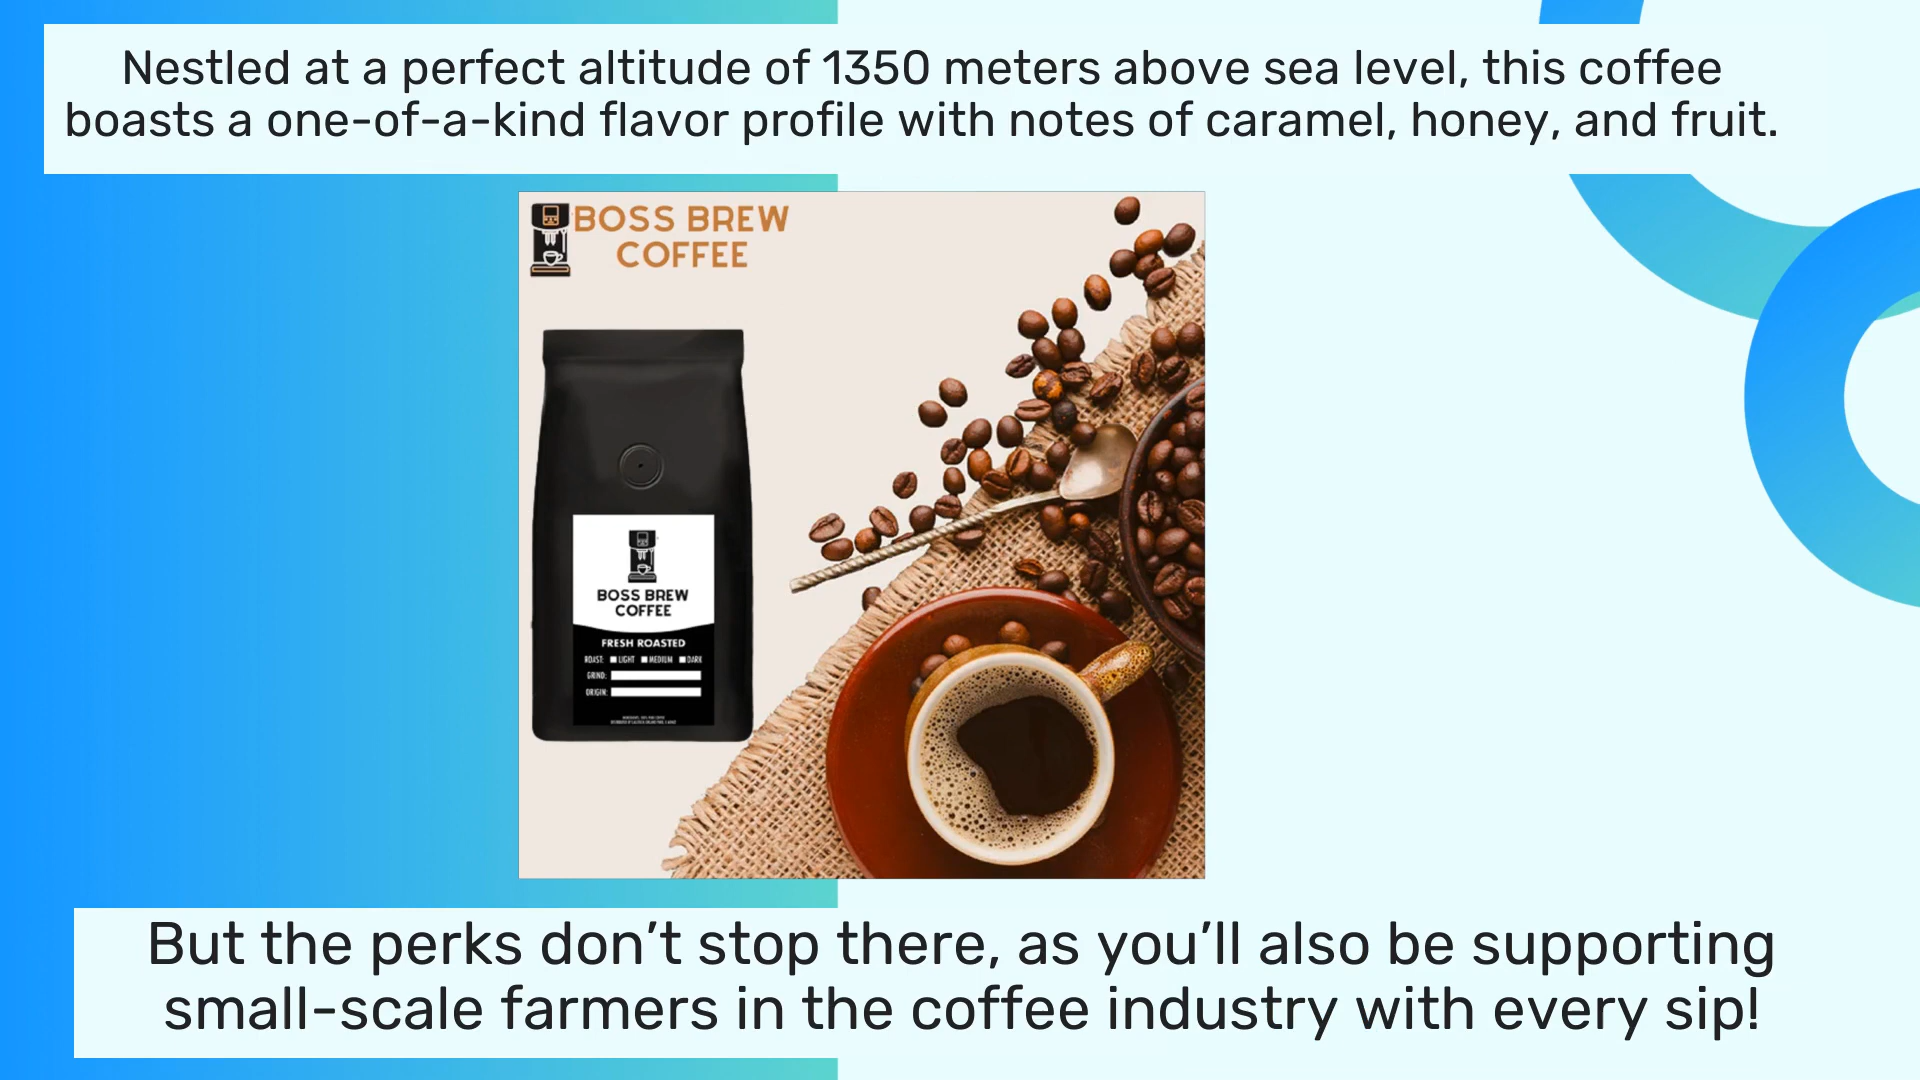 Nestled at a perfect altitude of 1350 meters above sea level, this coffee
boasts a one-of-a-kind flavor profile with notes of caramel, honey, and fruit.
BOSS BREW
COFFEE
BOSS BREW
COFFEE
FRESH ROASTED
ROAST: LIGHT MEDIUM DARK
GRIND:
ORIGIN:
But the perks don’t stop there, as you’ll also be supporting
small-scale farmers in the coffee industry with every sip!